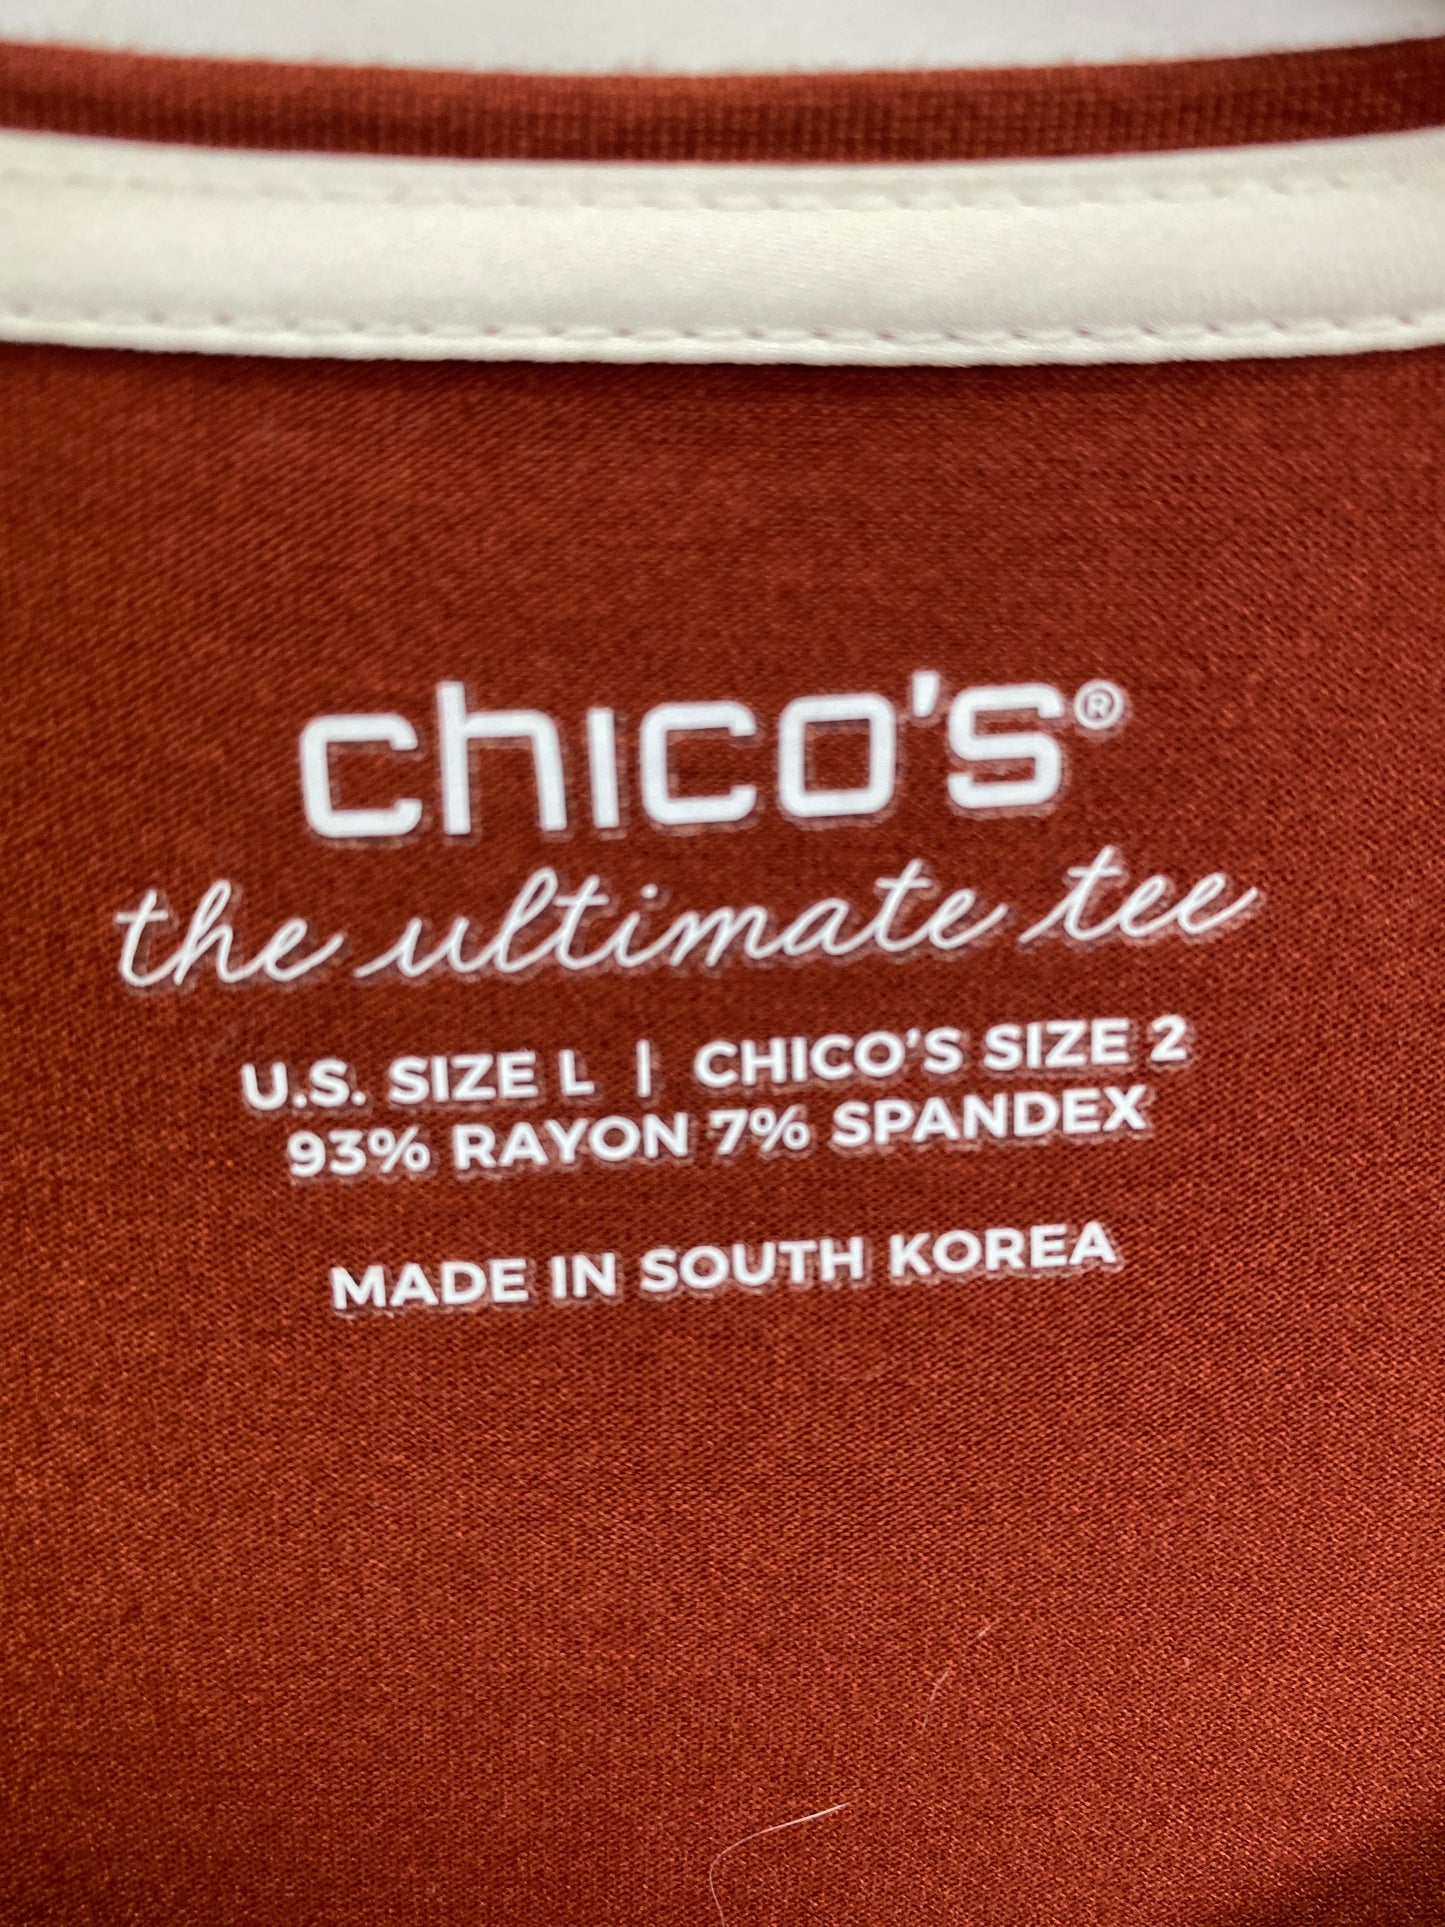 chico's®
the ultimate tee
U.S. SIZE L | CHICO'S SIZE 2
93% RAYON 7% SPANDEX
MADE IN SOUTH KOREA